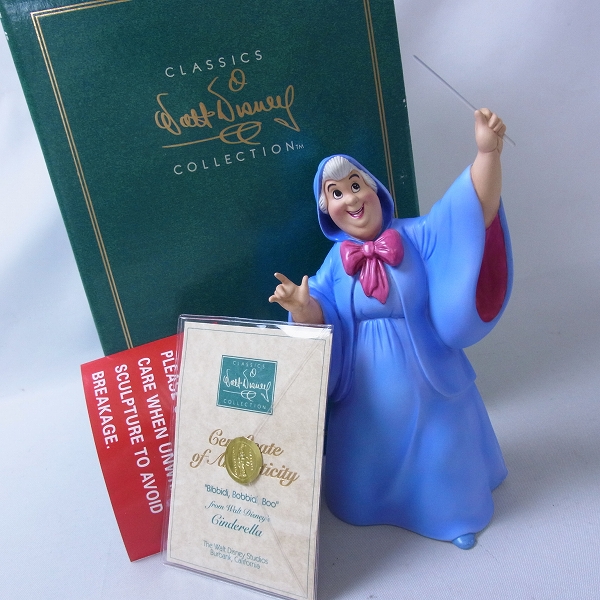 CLASSICS
Walt Disney
COLLECTION™
PLEASE
CARE WHEN UNW
SCULPTURE TO AVOID
BREAKAGE.
CLASSICS
Walt Disney
COLLECTION
Certificate
of Authenticity
"Bibbidi, Bobbidi, Boo"
from Walt Disney's
Cinderella
The Walt Disney Studios
Burbank, California